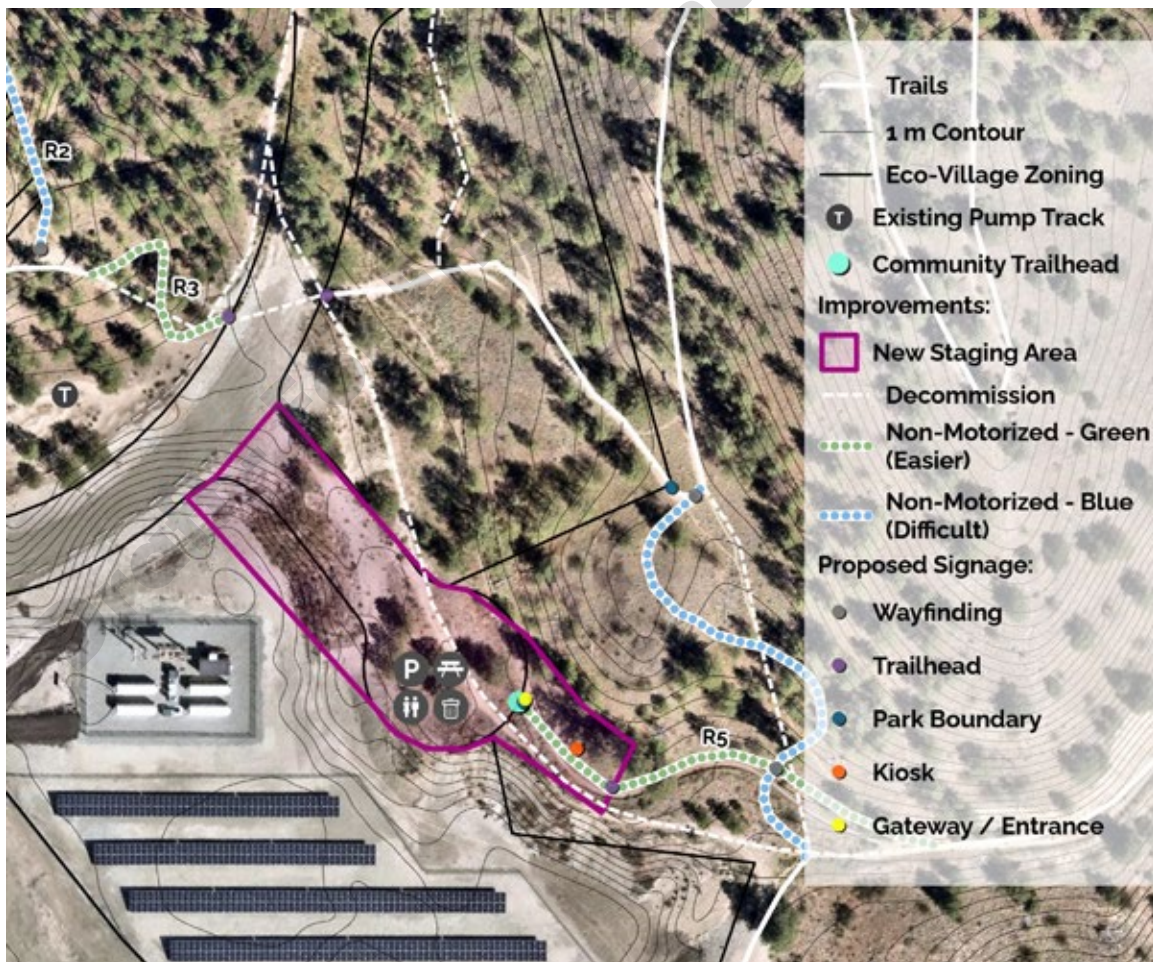 Trails
1 m Contour
Eco-Village Zoning
T
Existing Pump Track
Community Trailhead
Improvements:
New Staging Area
Decommission
Non-Motorized - Green
(Easier)
Non-Motorized - Blue
(Difficult)
Proposed Signage:
Wayfinding
Trailhead
Park Boundary
Kiosk
Gateway / Entrance
R2
R3
T
P
R5